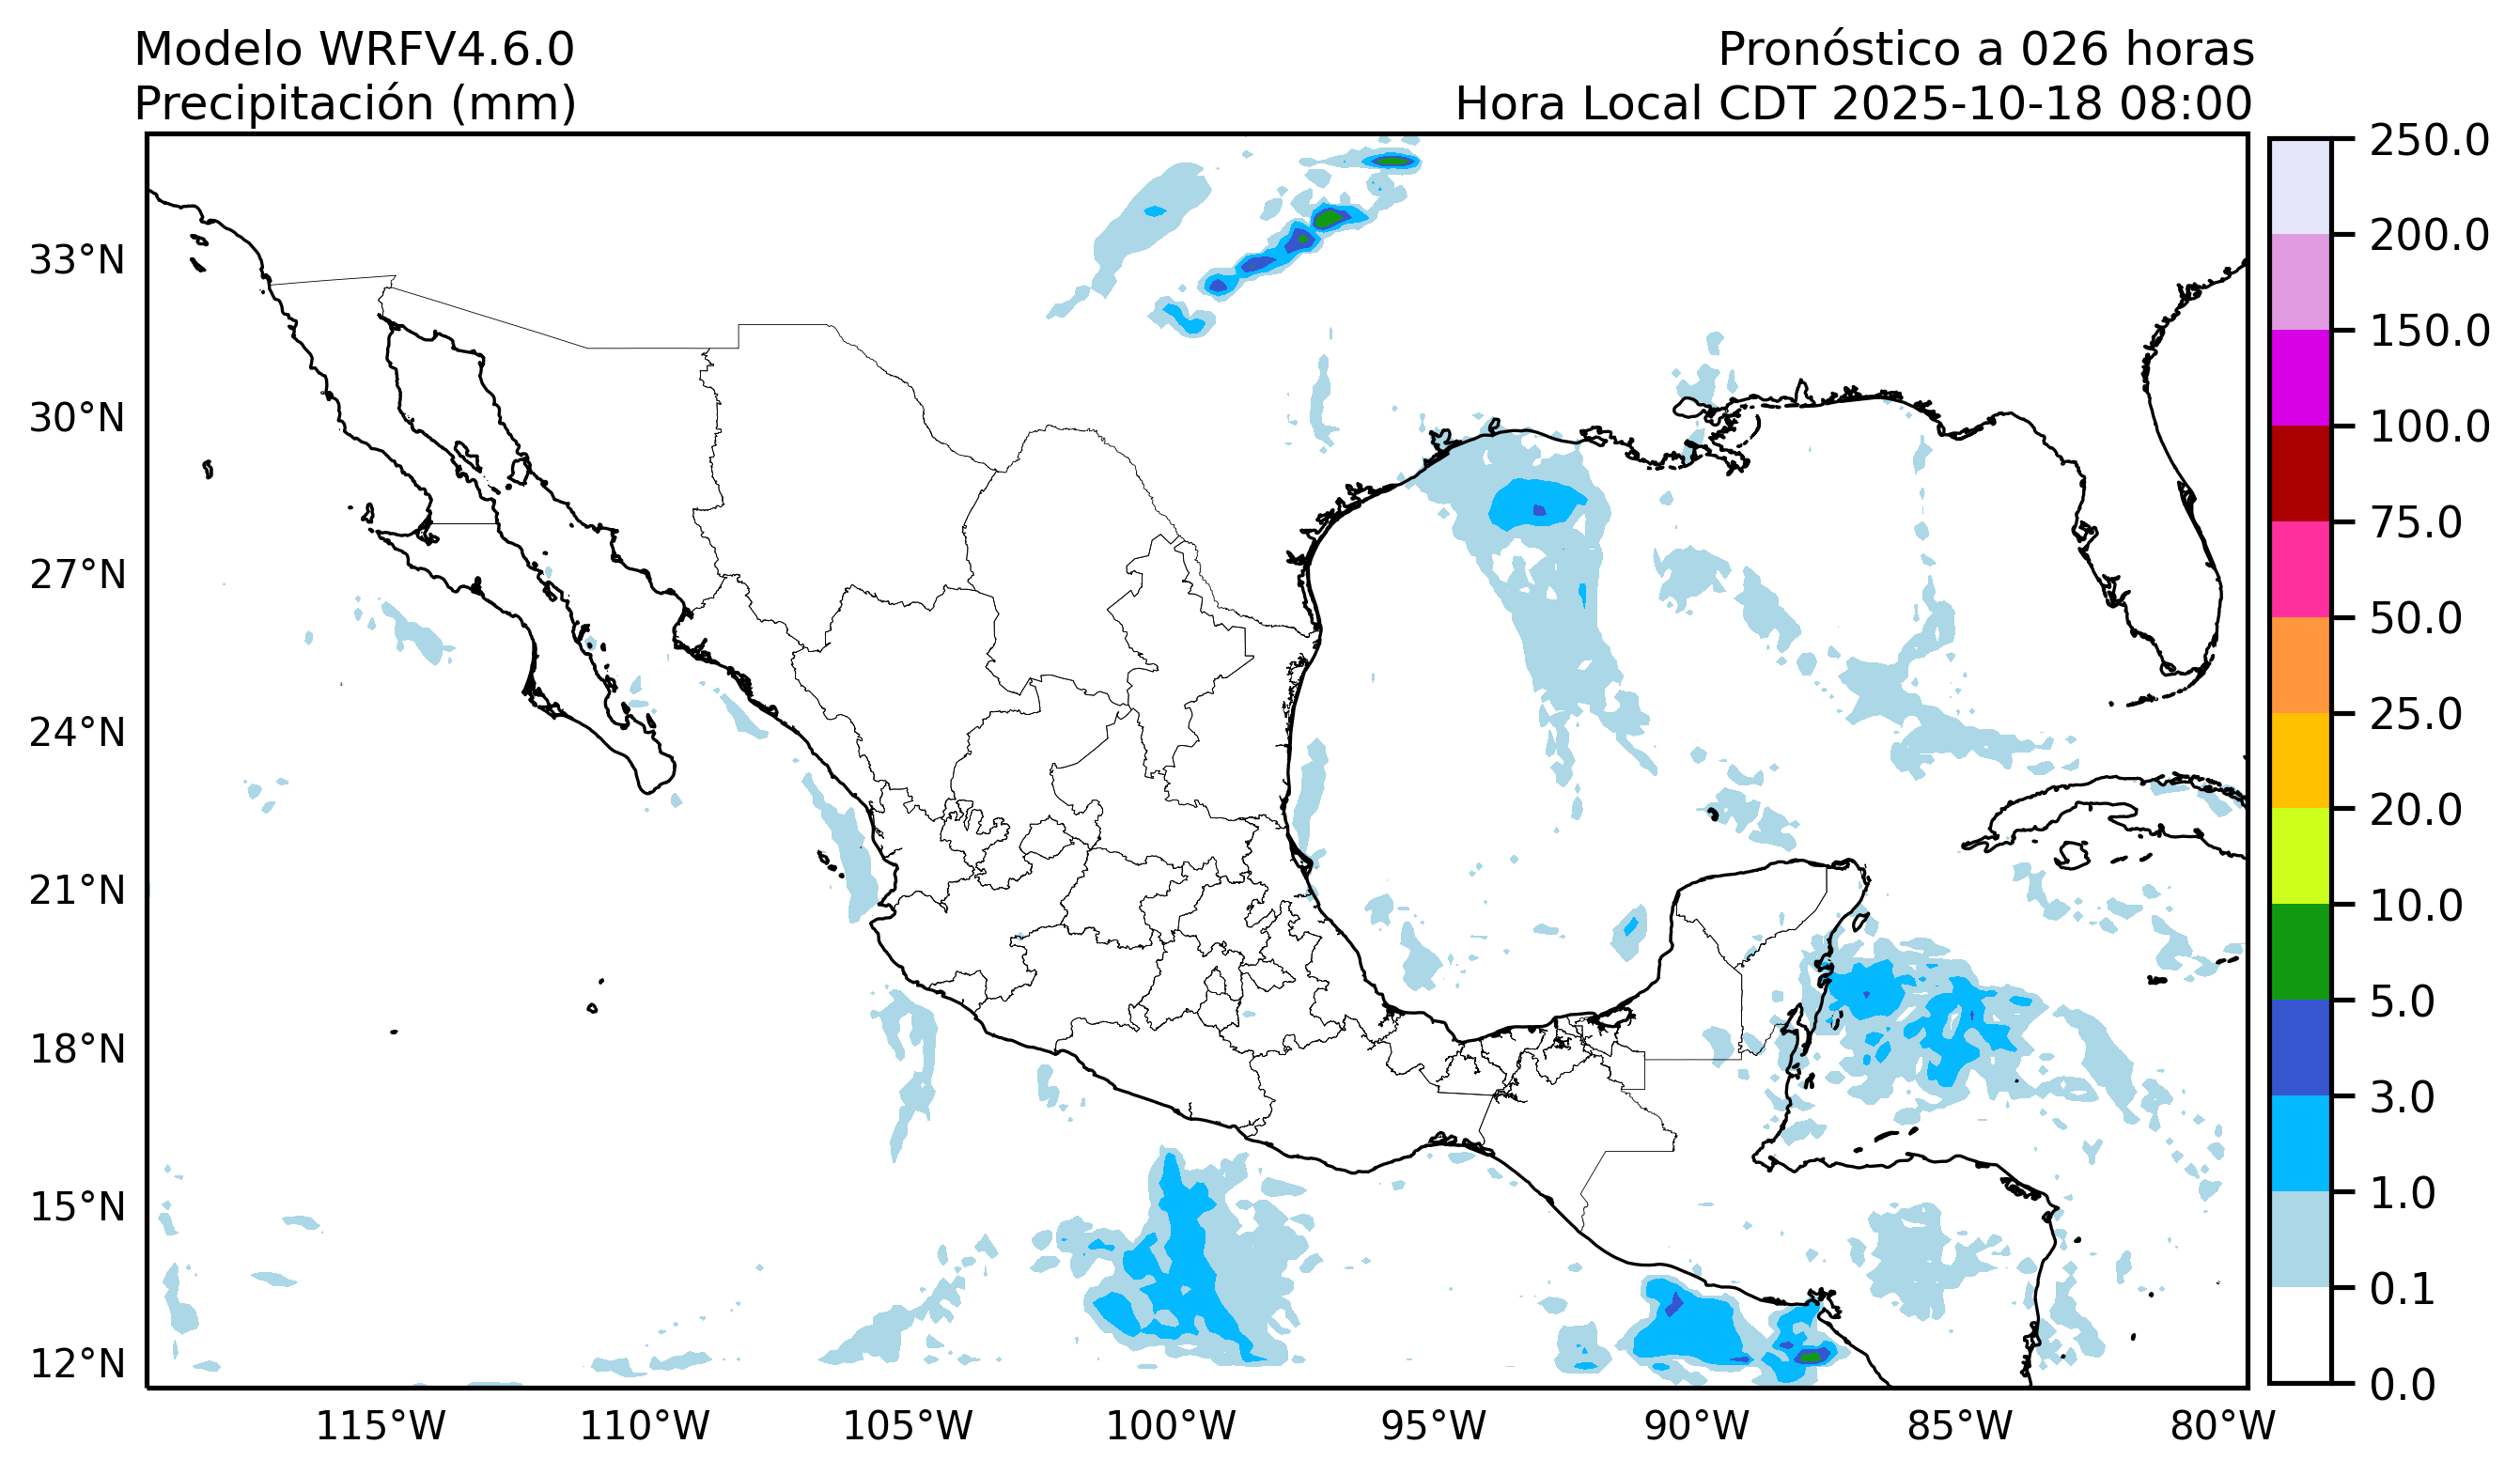 Modelo WRFV4.6.0
Precipitación (mm)
Pronóstico a 026 horas
Hora Local CDT 2025-10-18 08:00
33°N
30°N
27°N
24°N
21°N
18°N
15°N
12°N
115°W
110°W
105°W
100°W
95°W
90°W
85°W
80°W
250.0
200.0
150.0
100.0
75.0
50.0
25.0
20.0
10.0
5.0
3.0
1.0
0.1
0.0